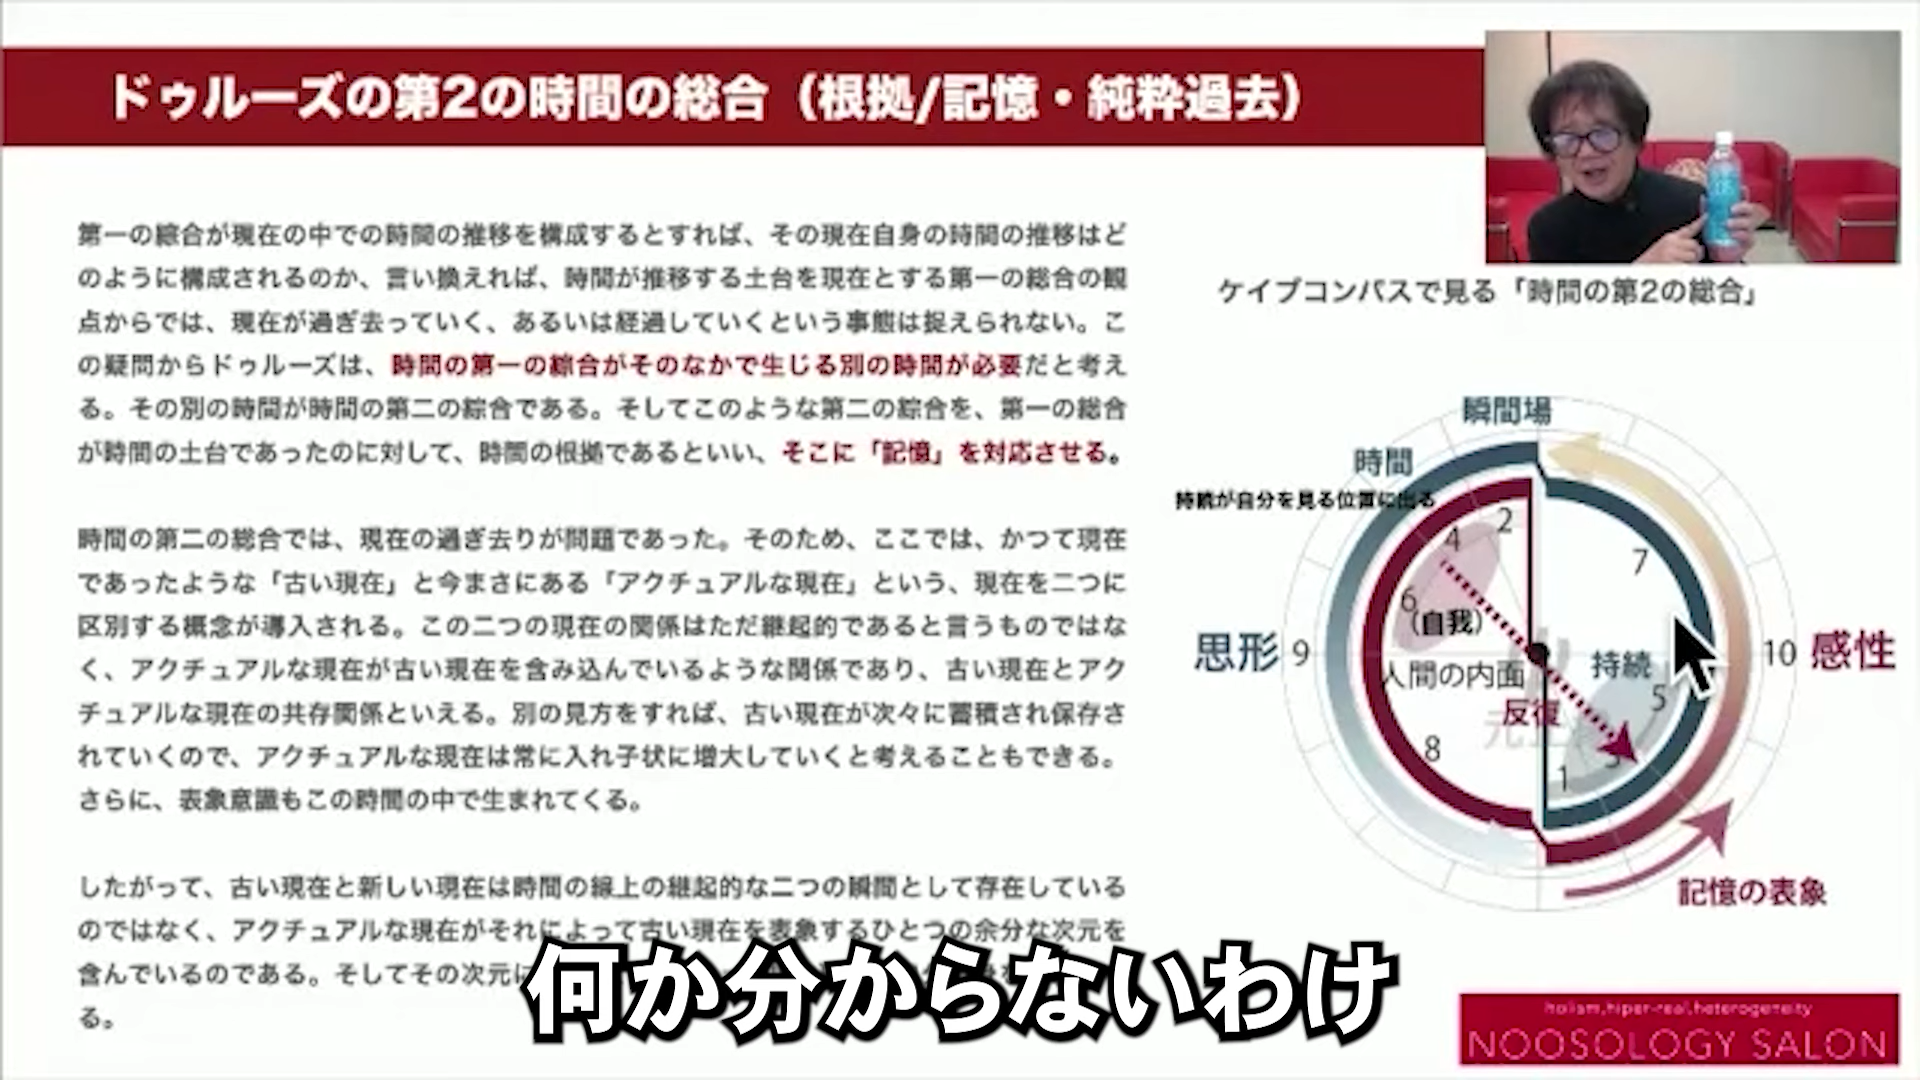 ドゥルーズの第2の時間の総合（根拠/記憶・純粋過去）
第一の綜合が現在の中での時間の推移を構成するとすれば、その現在自身の時間の推移はど
のように構成されるのか、言い換えれば、時間が推移する土台を現在とする第一の総合の観
点からでは、現在が過ぎ去っていく、あるいは経過していくという事態は捉えられない。こ
の疑問からドゥルーズは、時間の第一の綜合がそのなかで生じる別の時間が必要だと考え
る。その別の時間が時間の第二の綜合である。そしてこのような第二の綜合を、第一の総合
が時間の土台であったのに対して、時間の根拠であるといい、そこに「記憶」を対応させる。
時間の第二の総合では、現在の過ぎ去りが問題であった。そのため、ここでは、かつて現在
であったような「古い現在」と今まさにある「アクチュアルな現在」という、現在を二つに
区別する概念が導入される。この二つの現在の関係はただ継起的であると言うものではな
く、アクチュアルな現在が古い現在を含み込んでいるような関係であり、古い現在とアク
チュアルな現在の共存関係といえる。別の見方をすれば、古い現在が次々に蓄積され保存さ
れていくので、アクチュアルな現在は常に入れ子状に増大していくと考えることもできる。
さらに、表象意識もこの時間の中で生まれてくる。
したがって、古い現在と新しい現在は時間の線上の継起的な二つの瞬間として存在している
のではなく、アクチュアルな現在がそれによって古い現在を表象するひとつの余分な次元を
含んでいるのである。そしてその次元に
る。
ケイブコンパスで見る「時間の第2の総合」
瞬間場
時間
持続が自分を見る位置に出る
2
4
7
6
（自我）
思形 9
10 感性
人間の内面
持続
5
反復
8
3
1
記憶の表象
何か分からないわけ
holism,hiper-real,heterogeneity
NOOSOLOGY SALON